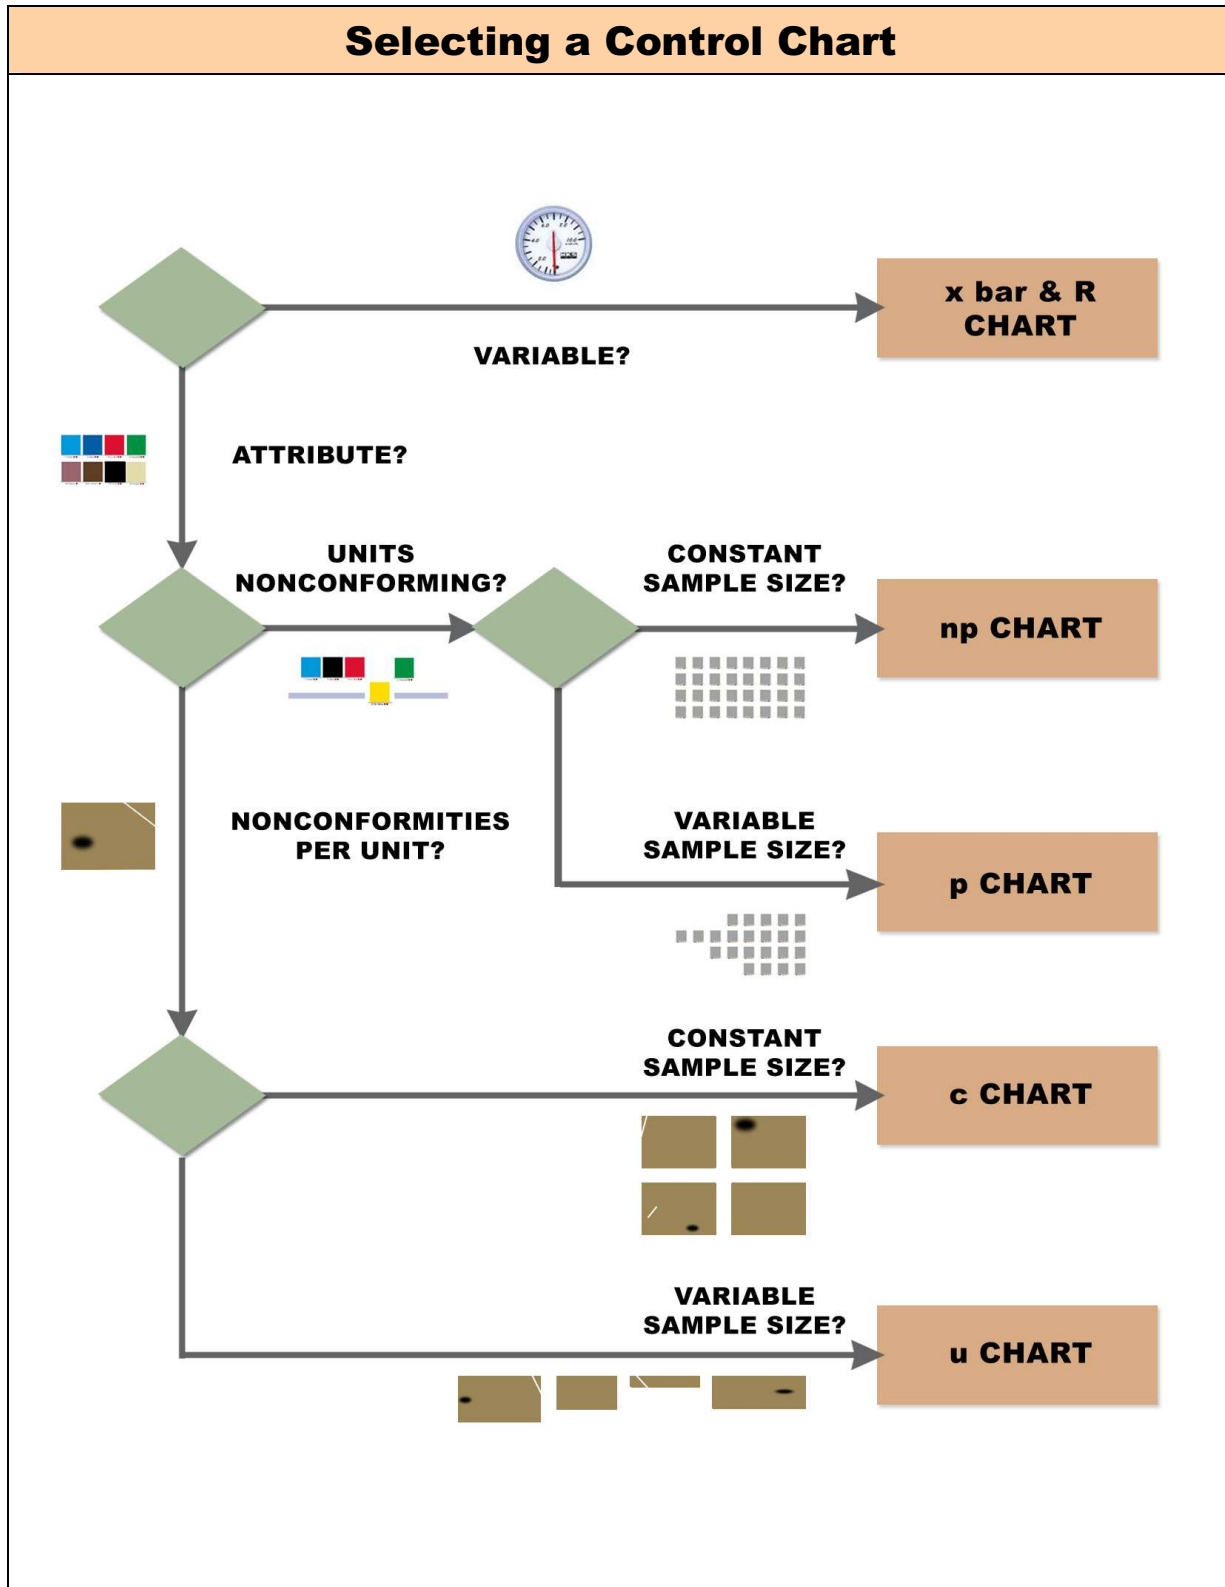 Selecting a Control Chart
x bar & R
CHART
VARIABLE?
ATTRIBUTE?
UNITS
NONCONFORMING?
CONSTANT
SAMPLE SIZE?
np CHART
NONCONFORMITIES
PER UNIT?
VARIABLE
SAMPLE SIZE?
p CHART
CONSTANT
SAMPLE SIZE?
c CHART
VARIABLE
SAMPLE SIZE?
u CHART